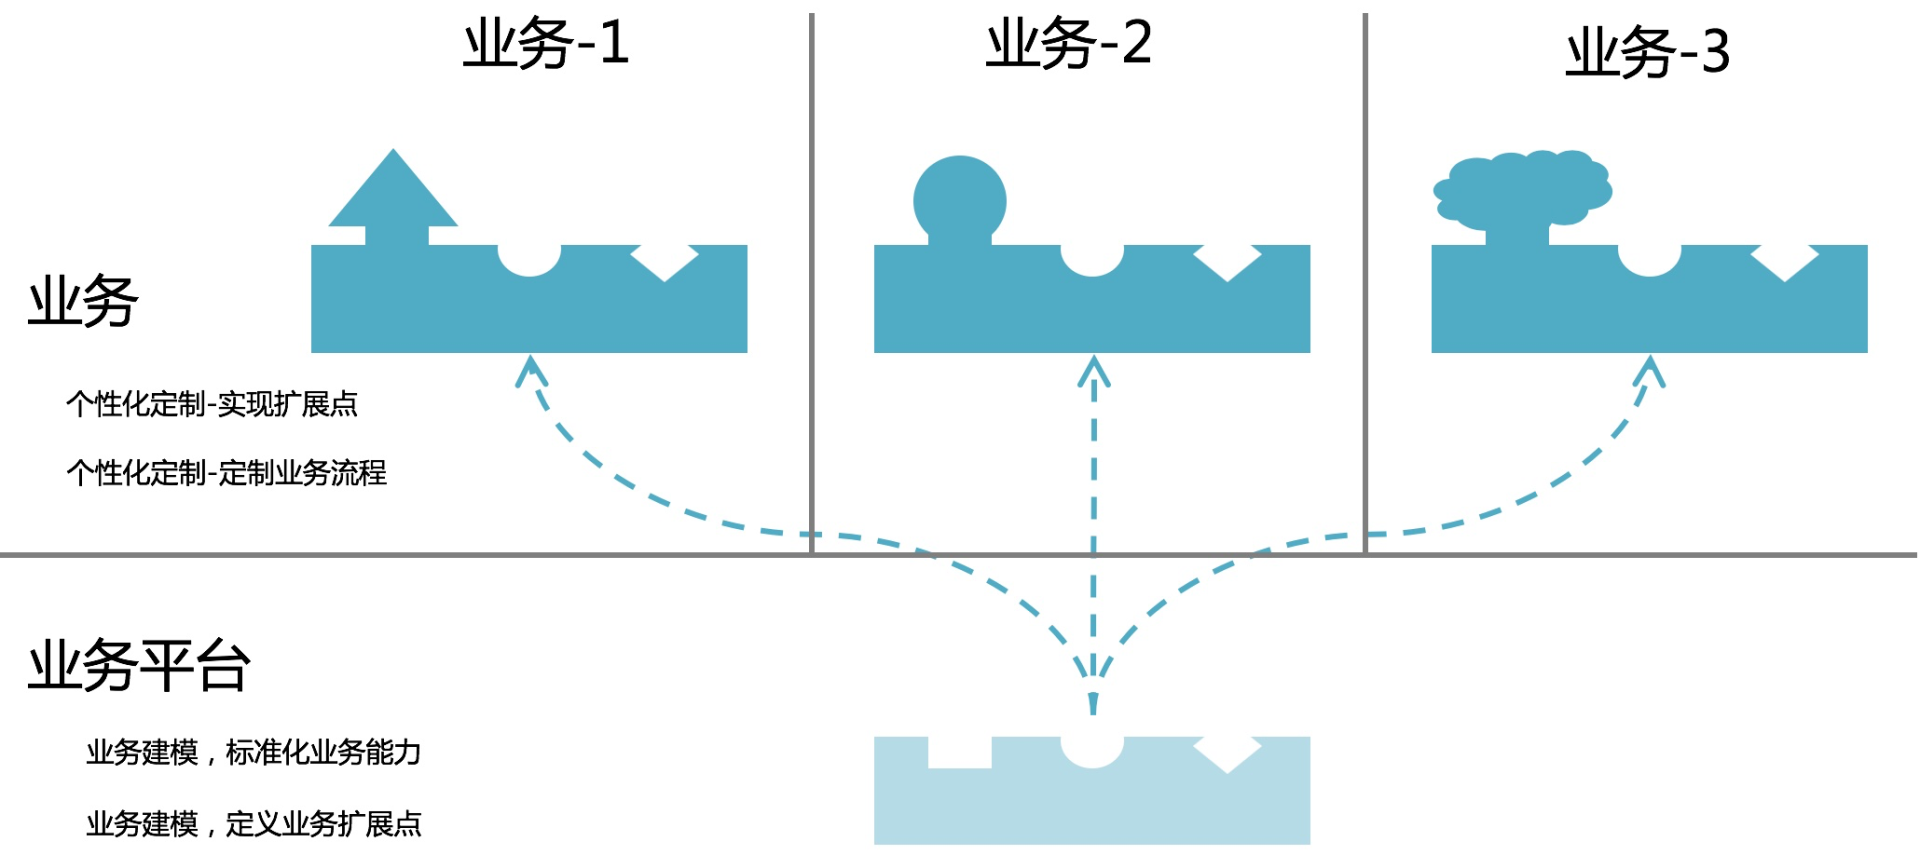 业务-1
业务-2
业务-3
业务
个性化定制-实现扩展点
个性化定制-定制业务流程
业务平台
业务建模，标准化业务能力
业务建模，定义业务扩展点